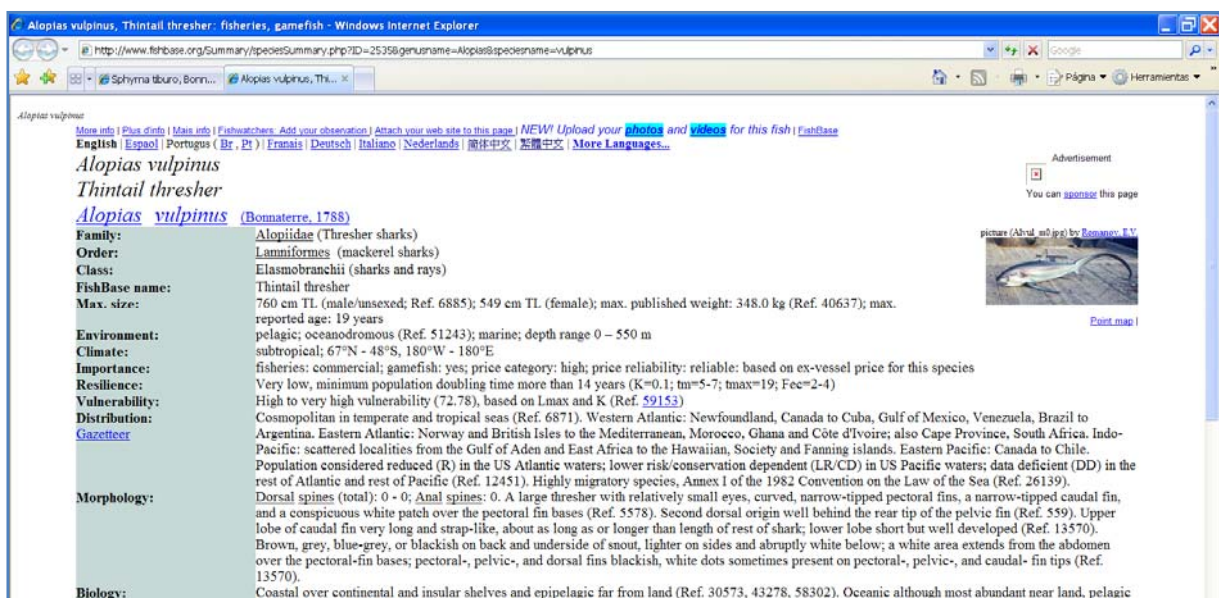 Alopias vulpinus, Thintail thresher: fisheries, gamefish - Windows Internet Explorer
http://www.fishbase.org/Summary/speciesSummary.php?ID=2535&genusname=Alopias&speciesname=vulpinus
Google
Sphyrna tiburo, Bonn...
Alopias vulpinus, Thi...
Página
Herramientas
Alopias vulpinus
More info | Plus d'info | Mais info | Fishwatchers: Add your observation | Attach your web site to this page | NEW! Upload your photos and videos for this fish | FishBase
English | Espaol | Portugus ( Br , Pt ) | Franais | Deutsch | Italiano | Nederlands | 简体中文 | 繁體中文 | More Languages...
Alopias vulpinus
Advertisement
Thintail thresher
You can sponsor this page
Alopias vulpinus (Bonnaterre, 1788)
Family: Alopiidae (Thresher sharks)
picture (Alvul_m0.jpg) by Romanov, E.V.
Order: Lamniformes (mackerel sharks)
Class: Elasmobranchii (sharks and rays)
FishBase name: Thintail thresher
Max. size: 760 cm TL (male/unsexed; Ref. 6885); 549 cm TL (female); max. published weight: 348.0 kg (Ref. 40637); max.
reported age: 19 years
Point map |
Environment: pelagic; oceanodromous (Ref. 51243); marine; depth range 0 – 550 m
Climate: subtropical; 67°N - 48°S, 180°W - 180°E
Importance: fisheries: commercial; gamefish: yes; price category: high; price reliability: reliable: based on ex-vessel price for this species
Resilience: Very low, minimum population doubling time more than 14 years (K=0.1; tm=5-7; tmax=19; Fec=2-4)
Vulnerability: High to very high vulnerability (72.78), based on Lmax and K (Ref. 59153)
Distribution: Cosmopolitan in temperate and tropical seas (Ref. 6871). Western Atlantic: Newfoundland, Canada to Cuba, Gulf of Mexico, Venezuela, Brazil to
Gazetteer Argentina. Eastern Atlantic: Norway and British Isles to the Mediterranean, Morocco, Ghana and Côte d'Ivoire; also Cape Province, South Africa. Indo-
Pacific: scattered localities from the Gulf of Aden and East Africa to the Hawaiian, Society and Fanning islands. Eastern Pacific: Canada to Chile.
Population considered reduced (R) in the US Atlantic waters; lower risk/conservation dependent (LR/CD) in US Pacific waters; data deficient (DD) in the
rest of Atlantic and rest of Pacific (Ref. 12451). Highly migratory species, Annex I of the 1982 Convention on the Law of the Sea (Ref. 26139).
Morphology: Dorsal spines (total): 0 - 0; Anal spines: 0. A large thresher with relatively small eyes, curved, narrow-tipped pectoral fins, a narrow-tipped caudal fin,
and a conspicuous white patch over the pectoral fin bases (Ref. 5578). Second dorsal origin well behind the rear tip of the pelvic fin (Ref. 559). Upper
lobe of caudal fin very long and strap-like, about as long as or longer than length of rest of shark; lower lobe short but well developed (Ref. 13570).
Brown, grey, blue-grey, or blackish on back and underside of snout, lighter on sides and abruptly white below; a white area extends from the abdomen
over the pectoral-fin bases; pectoral-, pelvic-, and dorsal fins blackish, white dots sometimes present on pectoral-, pelvic-, and caudal- fin tips (Ref.
13570).
Biology: Coastal over continental and insular shelves and epipelagic far from land (Ref. 30573, 43278, 58302). Oceanic although most abundant near land, pelagic